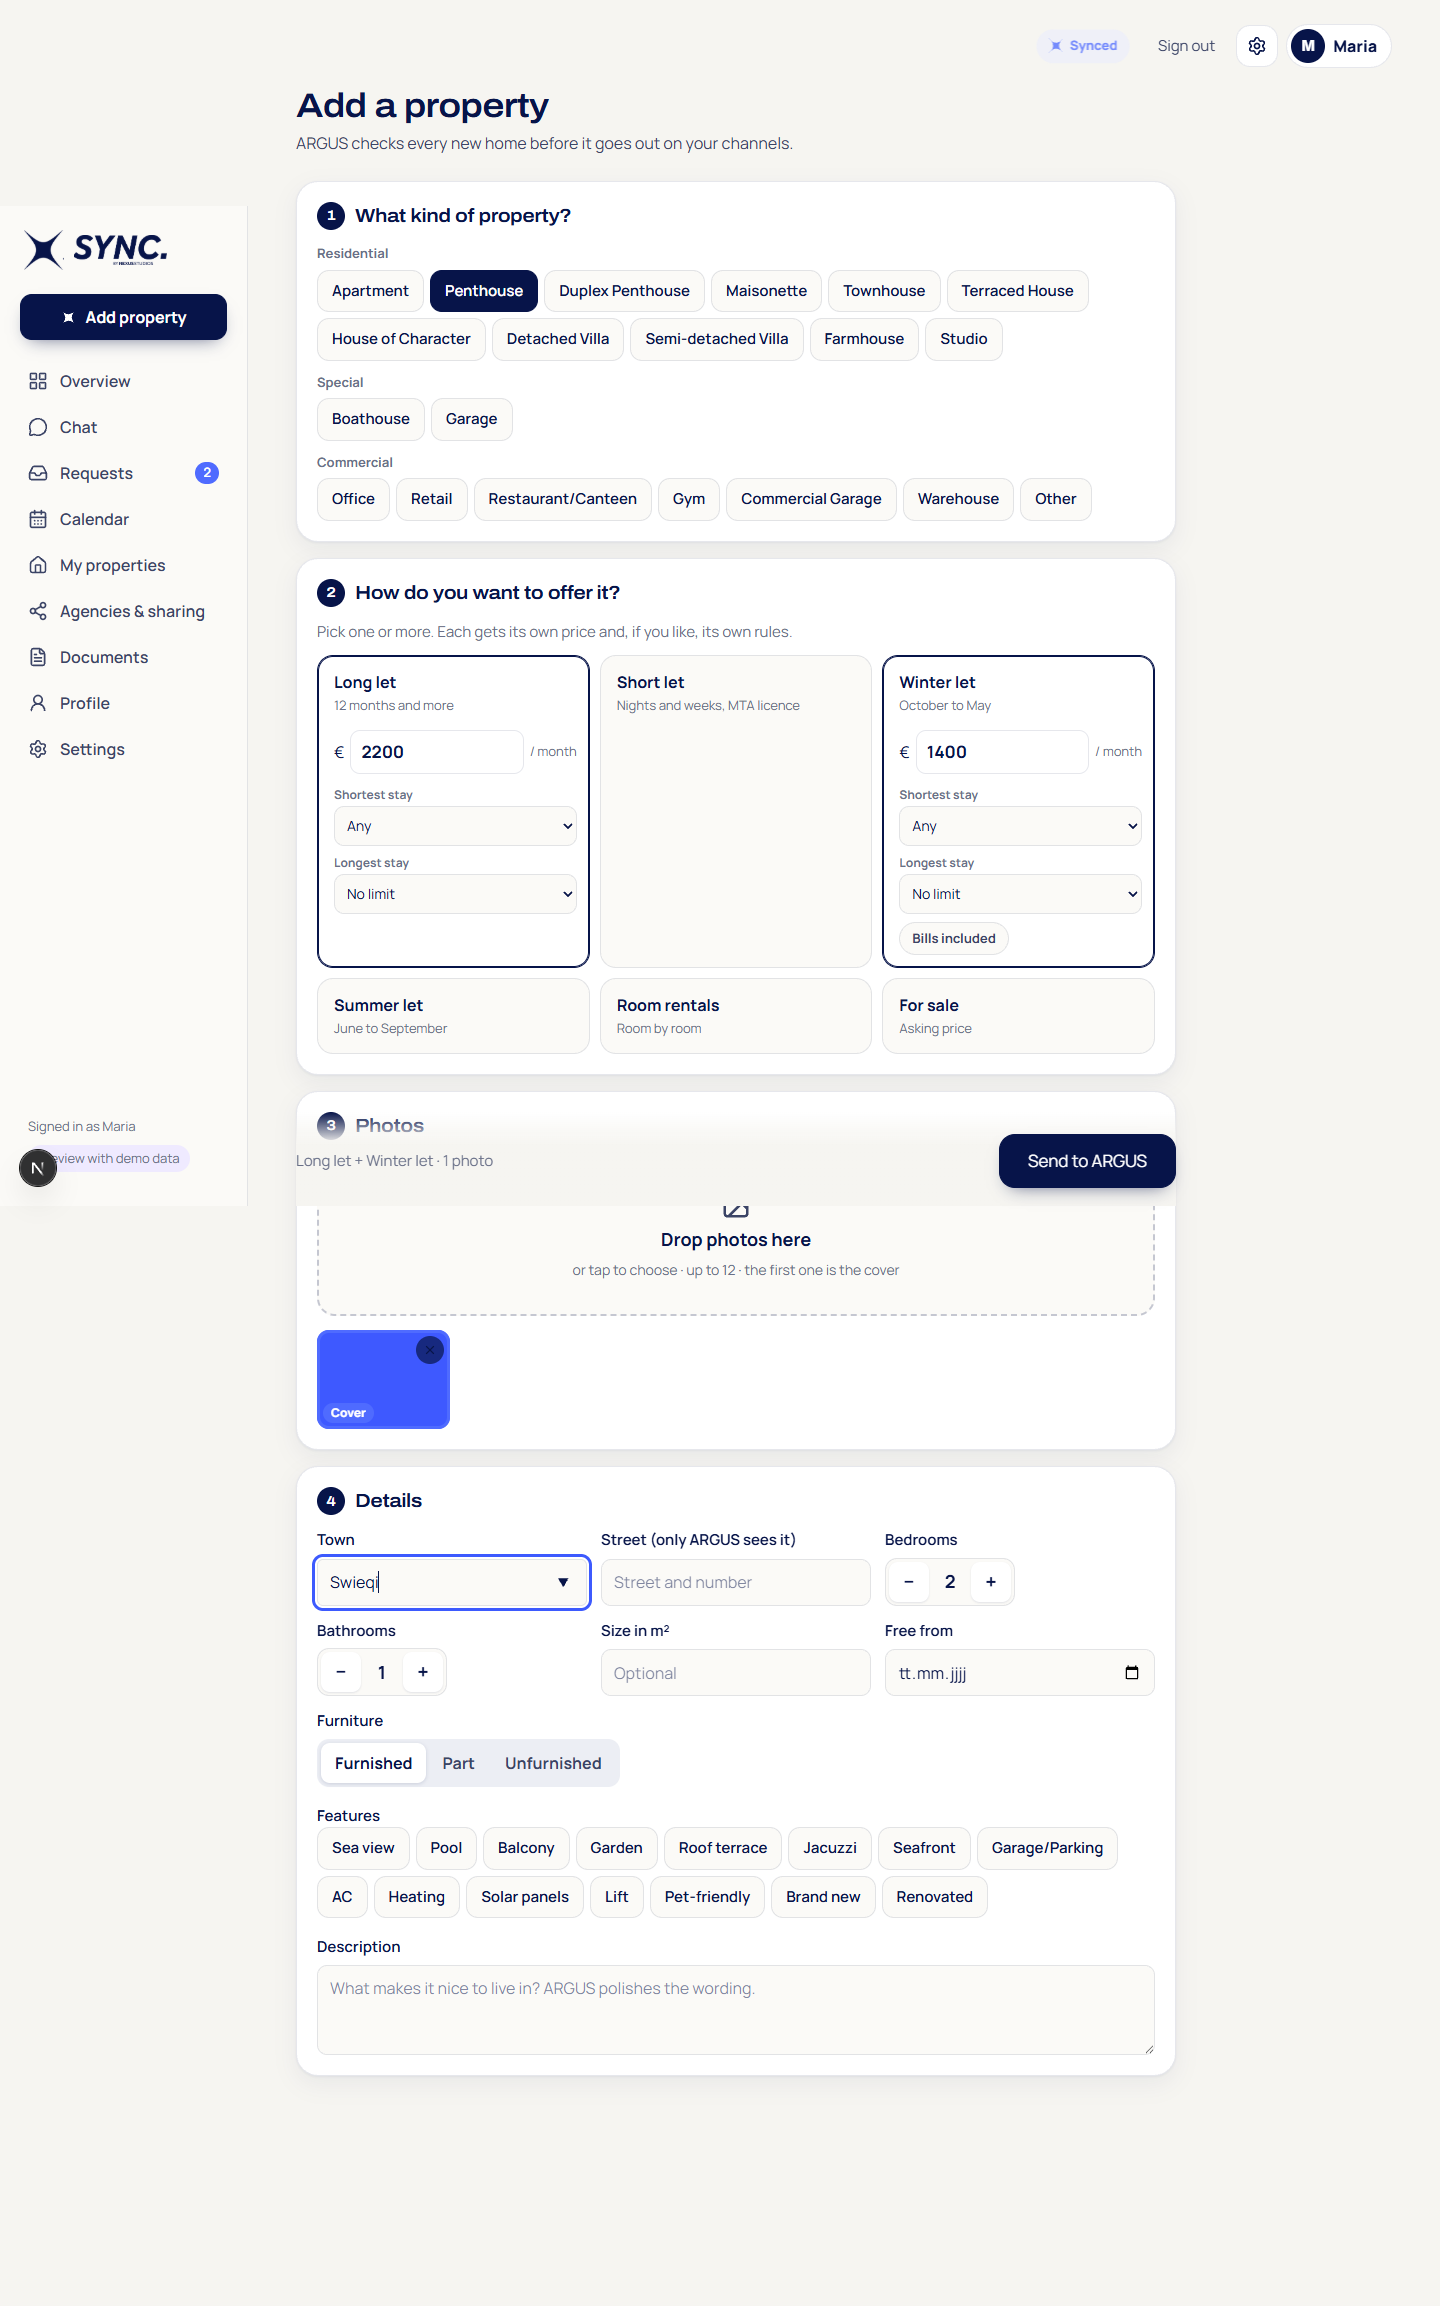 Synced
Sign out
M
Maria
Add a property
ARGUS checks every new home before it goes out on your channels.
SYNC.
Add property
Overview
Chat
Requests
2
Calendar
My properties
Agencies & sharing
Documents
Profile
Settings
Signed in as Maria
eview with demo data
N
1 What kind of property?
Residential
Apartment
Penthouse
Duplex Penthouse
Maisonette
Townhouse
Terraced House
House of Character
Detached Villa
Semi-detached Villa
Farmhouse
Studio
Special
Boathouse
Garage
Commercial
Office
Retail
Restaurant/Canteen
Gym
Commercial Garage
Warehouse
Other
2 How do you want to offer it?
Pick one or more. Each gets its own price and, if you like, its own rules.
Long let
12 months and more
€ 2200 / month
Shortest stay
Any
Longest stay
No limit
Short let
Nights and weeks, MTA licence
Winter let
October to May
€ 1400 / month
Shortest stay
Any
Longest stay
No limit
Bills included
Summer let
June to September
Room rentals
Room by room
For sale
Asking price
3 Photos
Long let + Winter let · 1 photo
Send to ARGUS
Drop photos here
or tap to choose · up to 12 · the first one is the cover
Cover
4 Details
Town
Swieqi
Street (only ARGUS sees it)
Street and number
Bedrooms
− 2 +
Bathrooms
− 1 +
Size in m²
Optional
Free from
tt.mm.jjjj
Furniture
Furnished
Part
Unfurnished
Features
Sea view
Pool
Balcony
Garden
Roof terrace
Jacuzzi
Seafront
Garage/Parking
AC
Heating
Solar panels
Lift
Pet-friendly
Brand new
Renovated
Description
What makes it nice to live in? ARGUS polishes the wording.